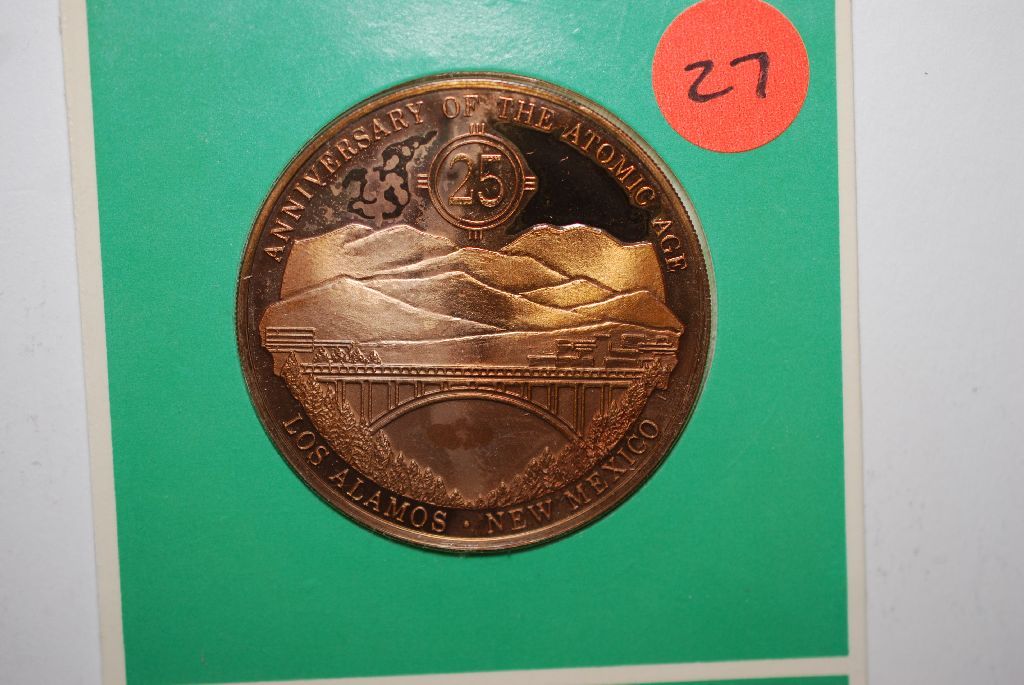 27
ANNIVERSARY OF THE ATOMIC AGE
25
LOS ALAMOS · NEW MEXICO